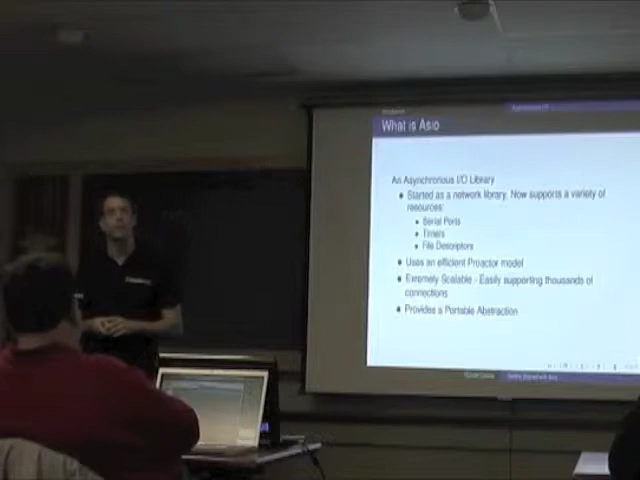 What is Asio
An Asynchronous I/O Library
Started as a network library. Now supports a variety of
resources:
Serial Ports
Timers
File Descriptors
Uses an efficient Proactor model
Extremely Scalable - Easily supporting thousands of
connections
Provides a Portable Abstraction